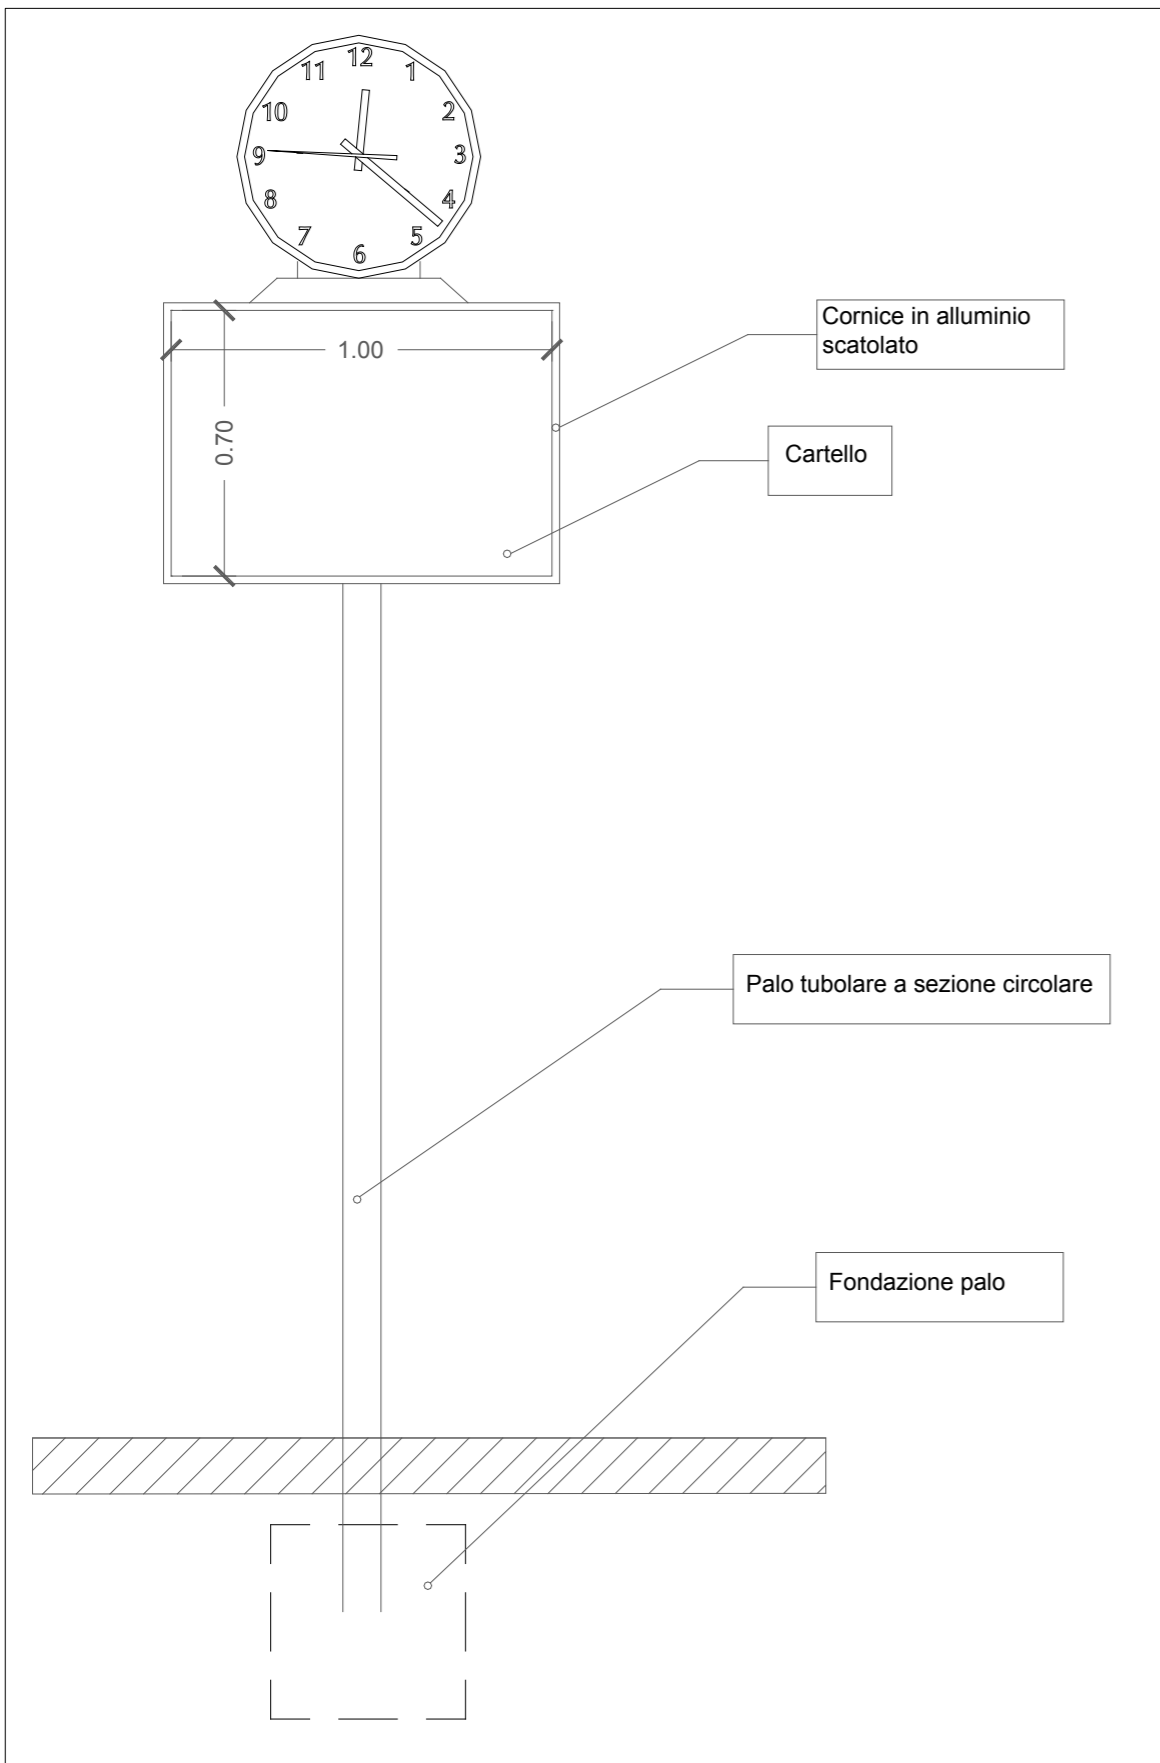 12
11
1
10
2
9
3
8
4
7
5
6
Cornice in alluminio
scatolato
1.00
0.70
Cartello
Palo tubolare a sezione circolare
Fondazione palo